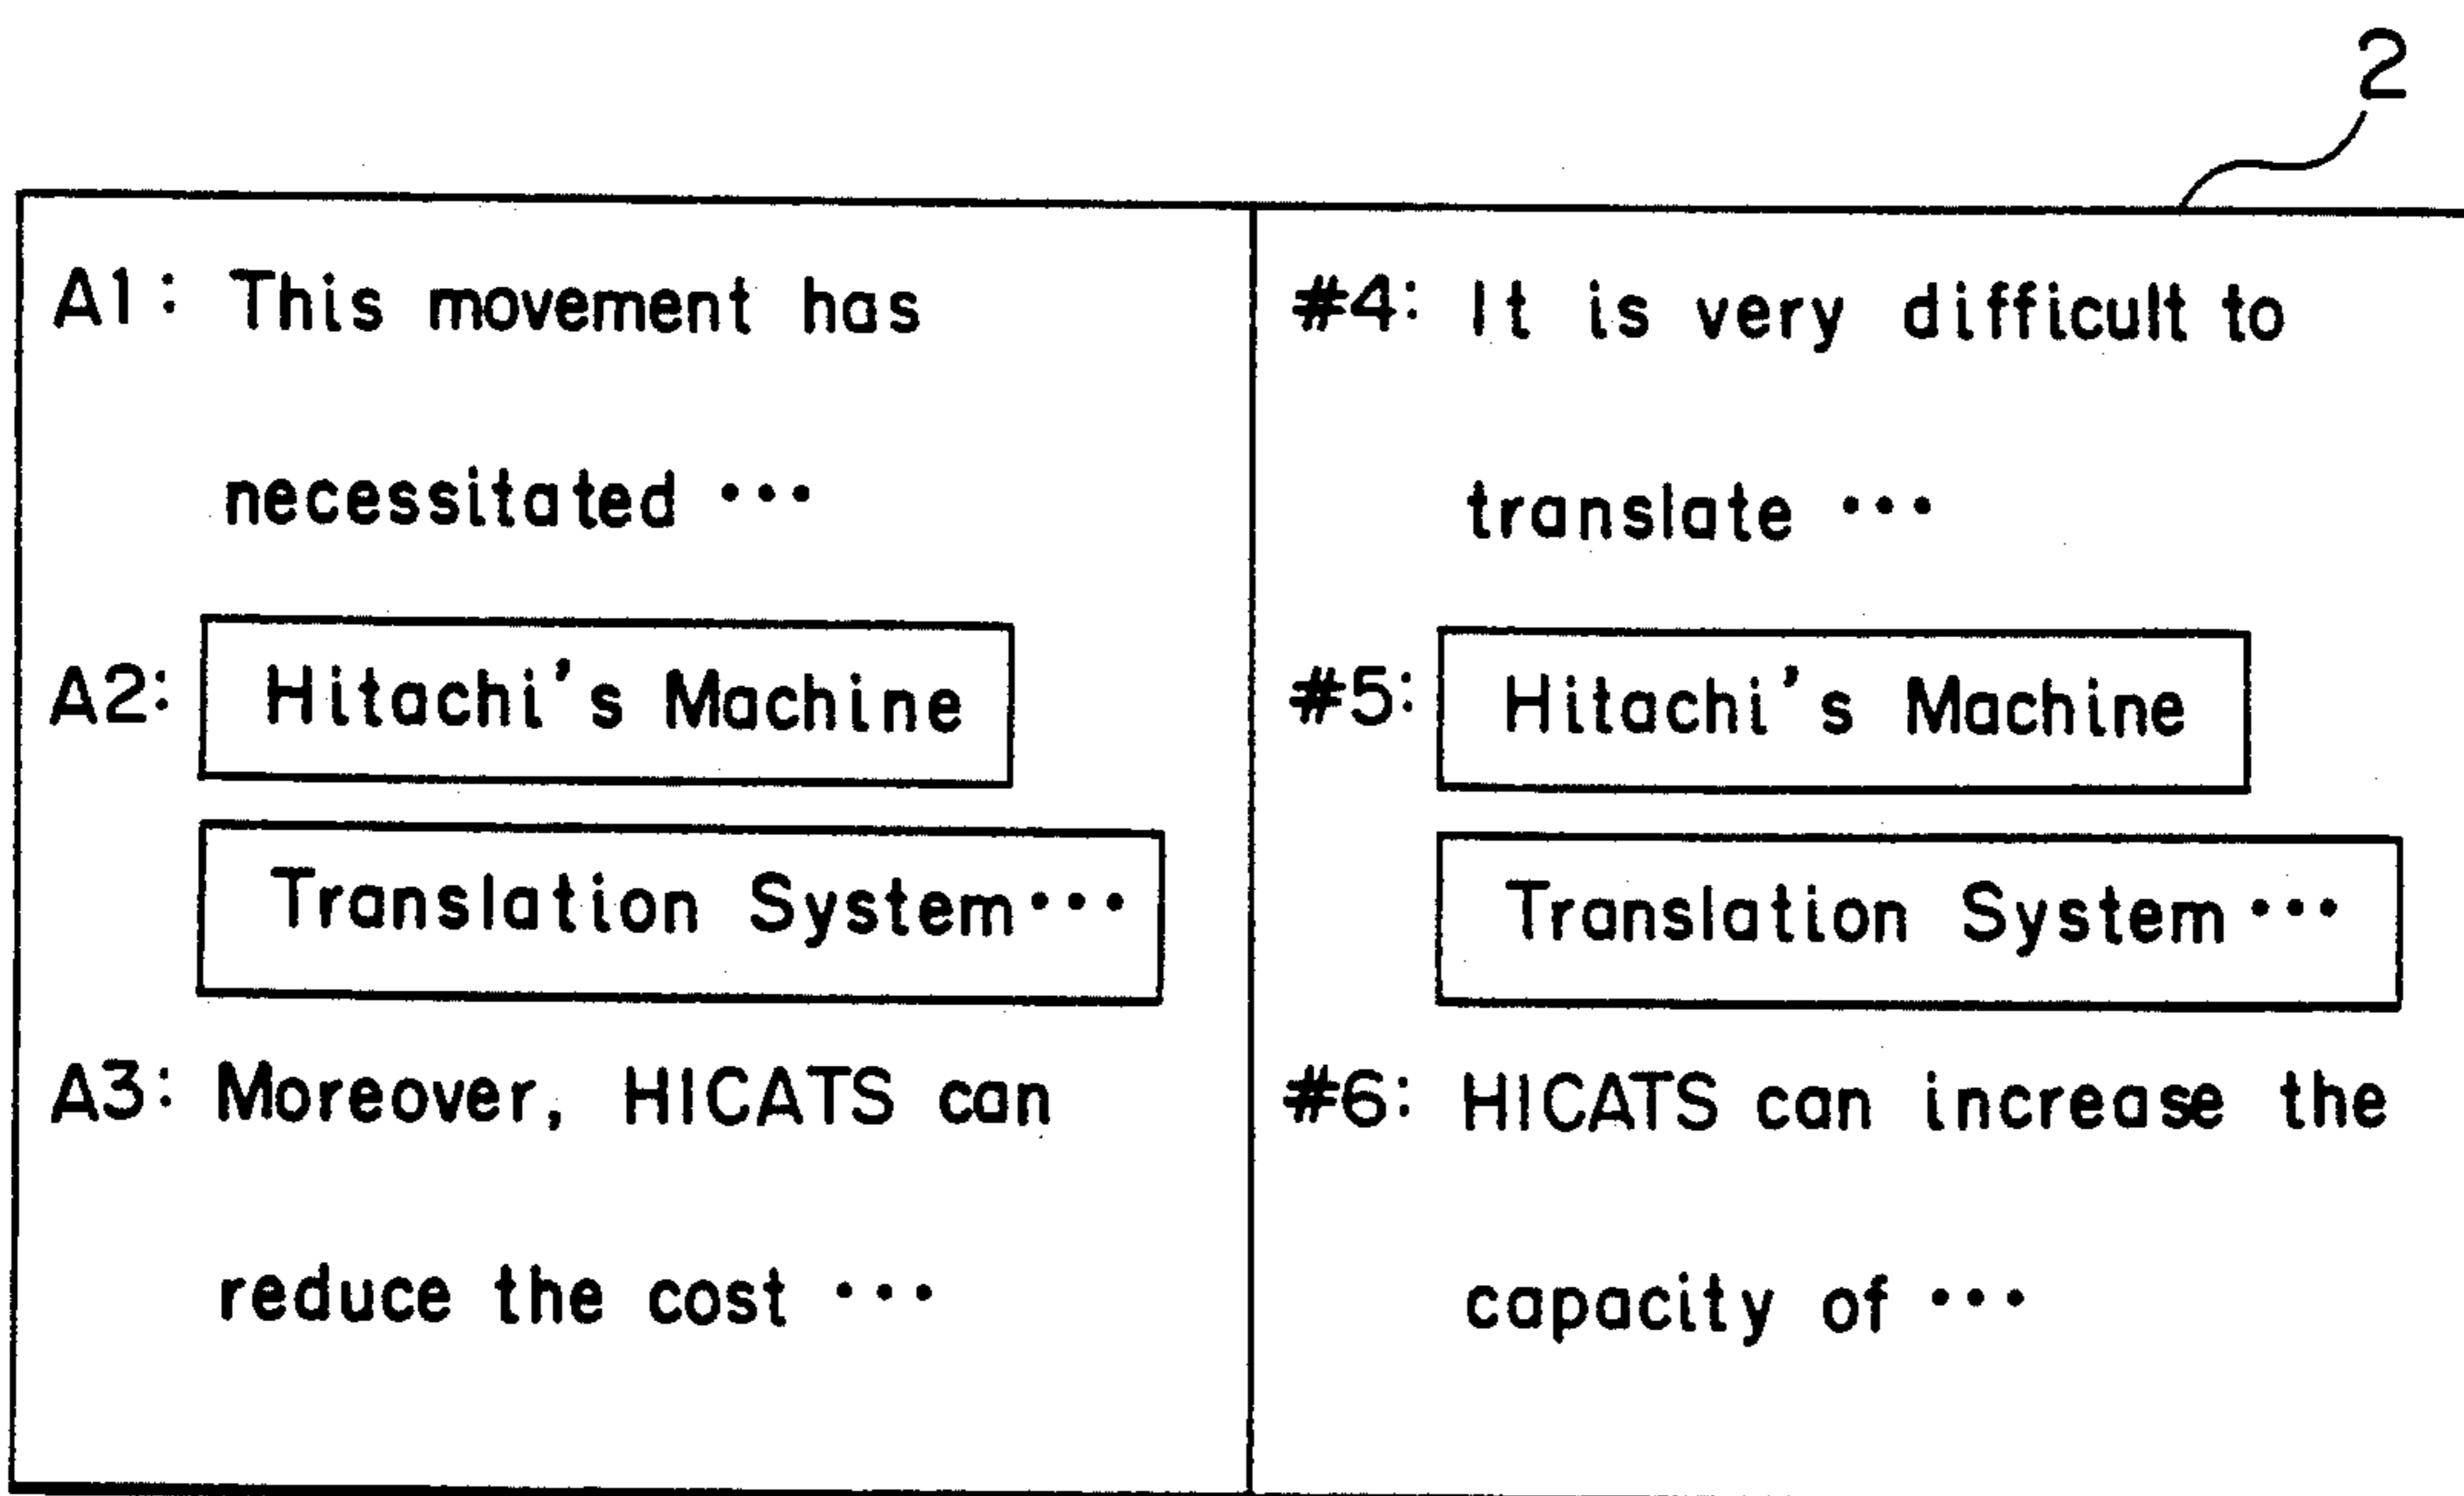 2
A1: This movement has
necessitated •••
A2: Hitachi's Machine
Translation System•••
A3: Moreover, HICATS can
reduce the cost •••
#4: It is very difficult to
translate •••
#5: Hitachi's Machine
Translation System•••
#6: HICATS can increase the
capacity of •••